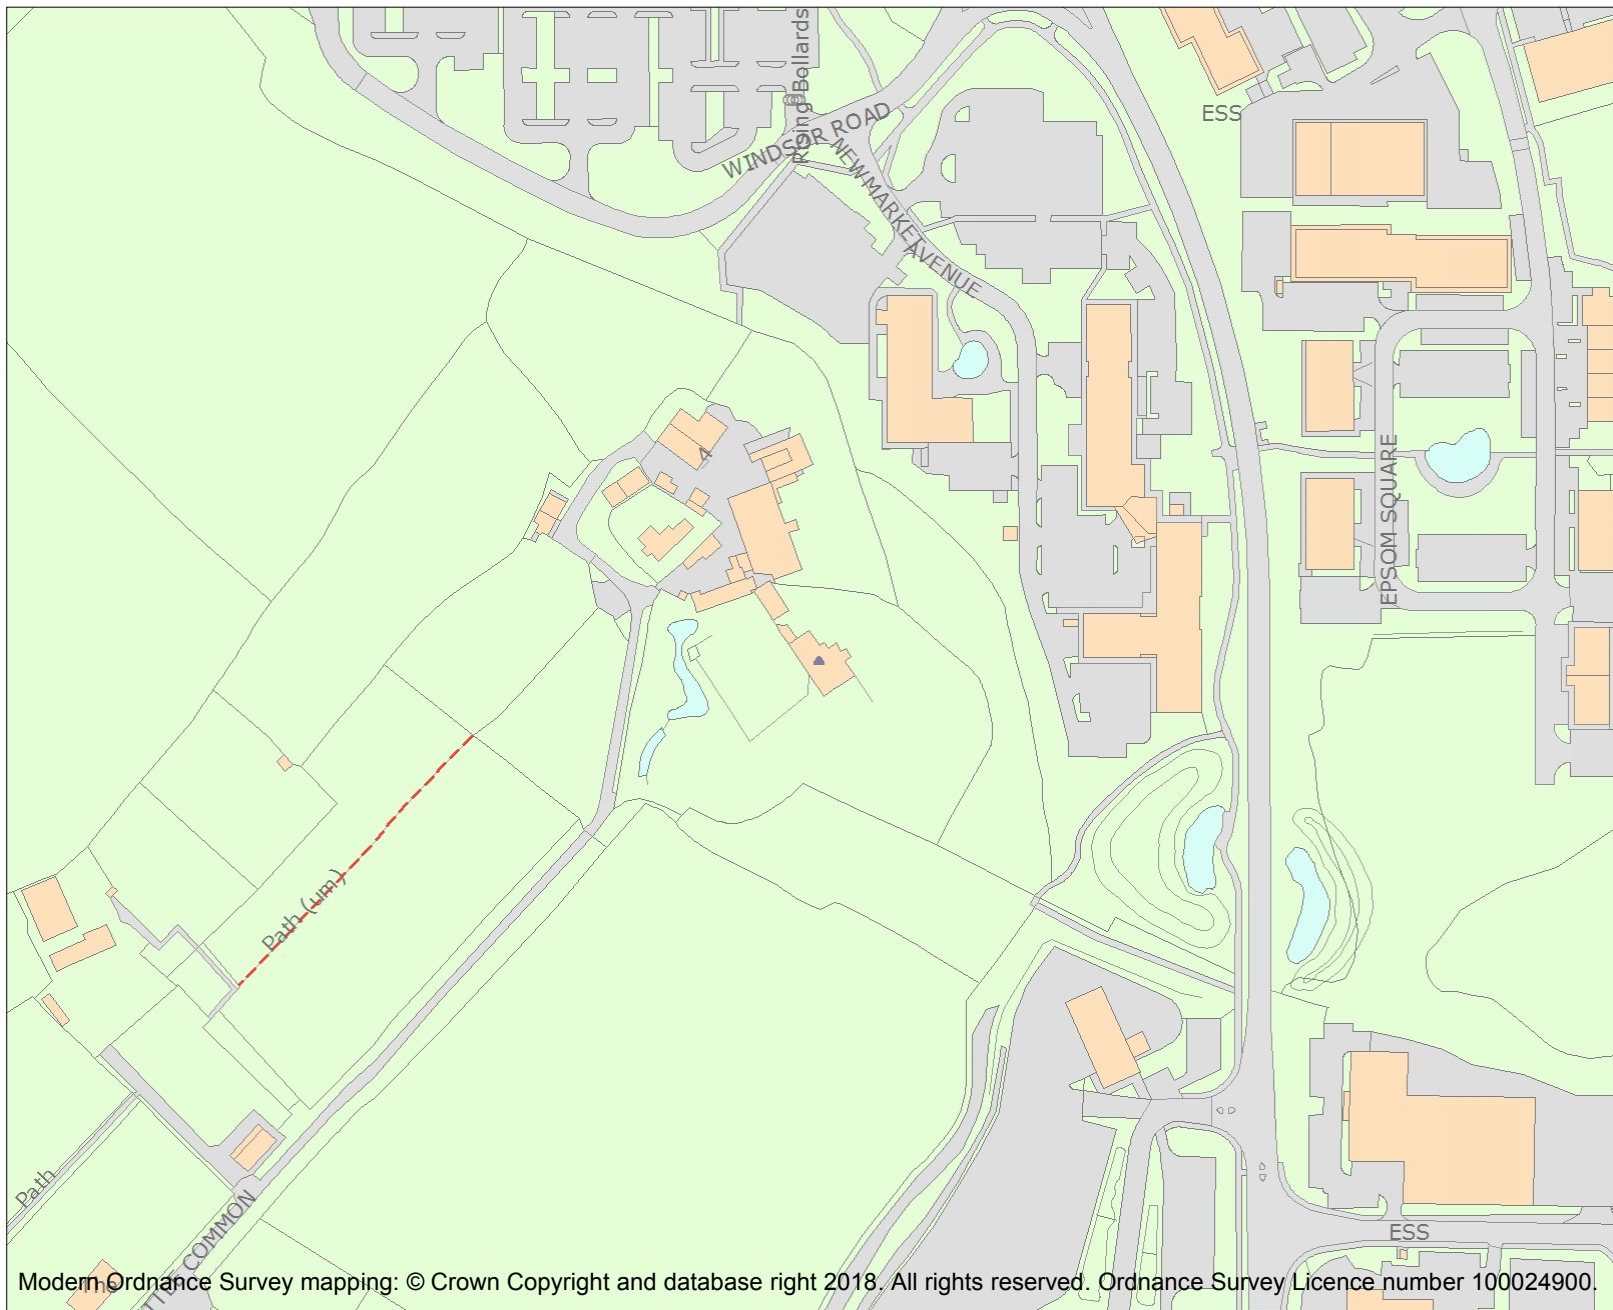 Rising Bollards
WINDSOR ROAD
NEWMARKET
AVENUE
ESS
4
EPSOM SQUARE
Path (um)
Path
COMMON
ESS
Modern Ordnance Survey mapping: © Crown Copyright and database right 2018. All rights reserved. Ordnance Survey Licence number 100024900.